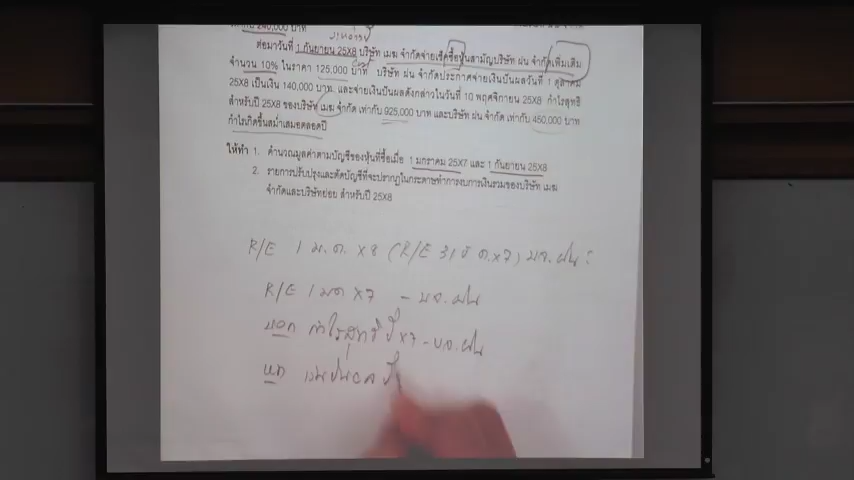 เท่ากับ 240,000 บาท
ต่อมาวันที่ 1 กันยายน 25X8 บริษัท เมฆ จำกัดจ่ายเช็คซื้อหุ้นสามัญบริษัท ฝน จำกัดเพิ่มเติม
จำนวน 10% ในราคา 125,000 บาท บริษัท ฝน จำกัดประกาศจ่ายเงินปันผลวันที่ 1 ตุลาคม
25X8 เป็นเงิน 140,000 บาท และจ่ายเงินปันผลดังกล่าวในวันที่ 10 พฤศจิกายน 25X8 กำไรสุทธิ
สำหรับปี 25X8 ของบริษัท เมฆ จำกัด เท่ากับ 925,000 บาท และบริษัท ฝน จำกัด เท่ากับ 450,000 บาท
กำไรเกิดขึ้นสม่ำเสมอตลอดปี
ให้ทำ 1. คำนวณมูลค่าตามบัญชีของหุ้นที่ซื้อเมื่อ 1 มกราคม 25X7 และ 1 กันยายน 25X8
2. รายการปรับปรุงและตัดบัญชีที่จะปรากฏในกระดาษทำการงบการเงินรวมของบริษัท เมฆ
จำกัดและบริษัทย่อย สำหรับปี 25X8
R/E 1 ม.ค. X8 (R/E 31 ธ.ค. X7) บจ.ฝน :
R/E 1 มค X7 - บจ.ฝน
บวก กำไรสุทธิปี X7 - บจ.ฝน
หัก เงินปันผล ปี